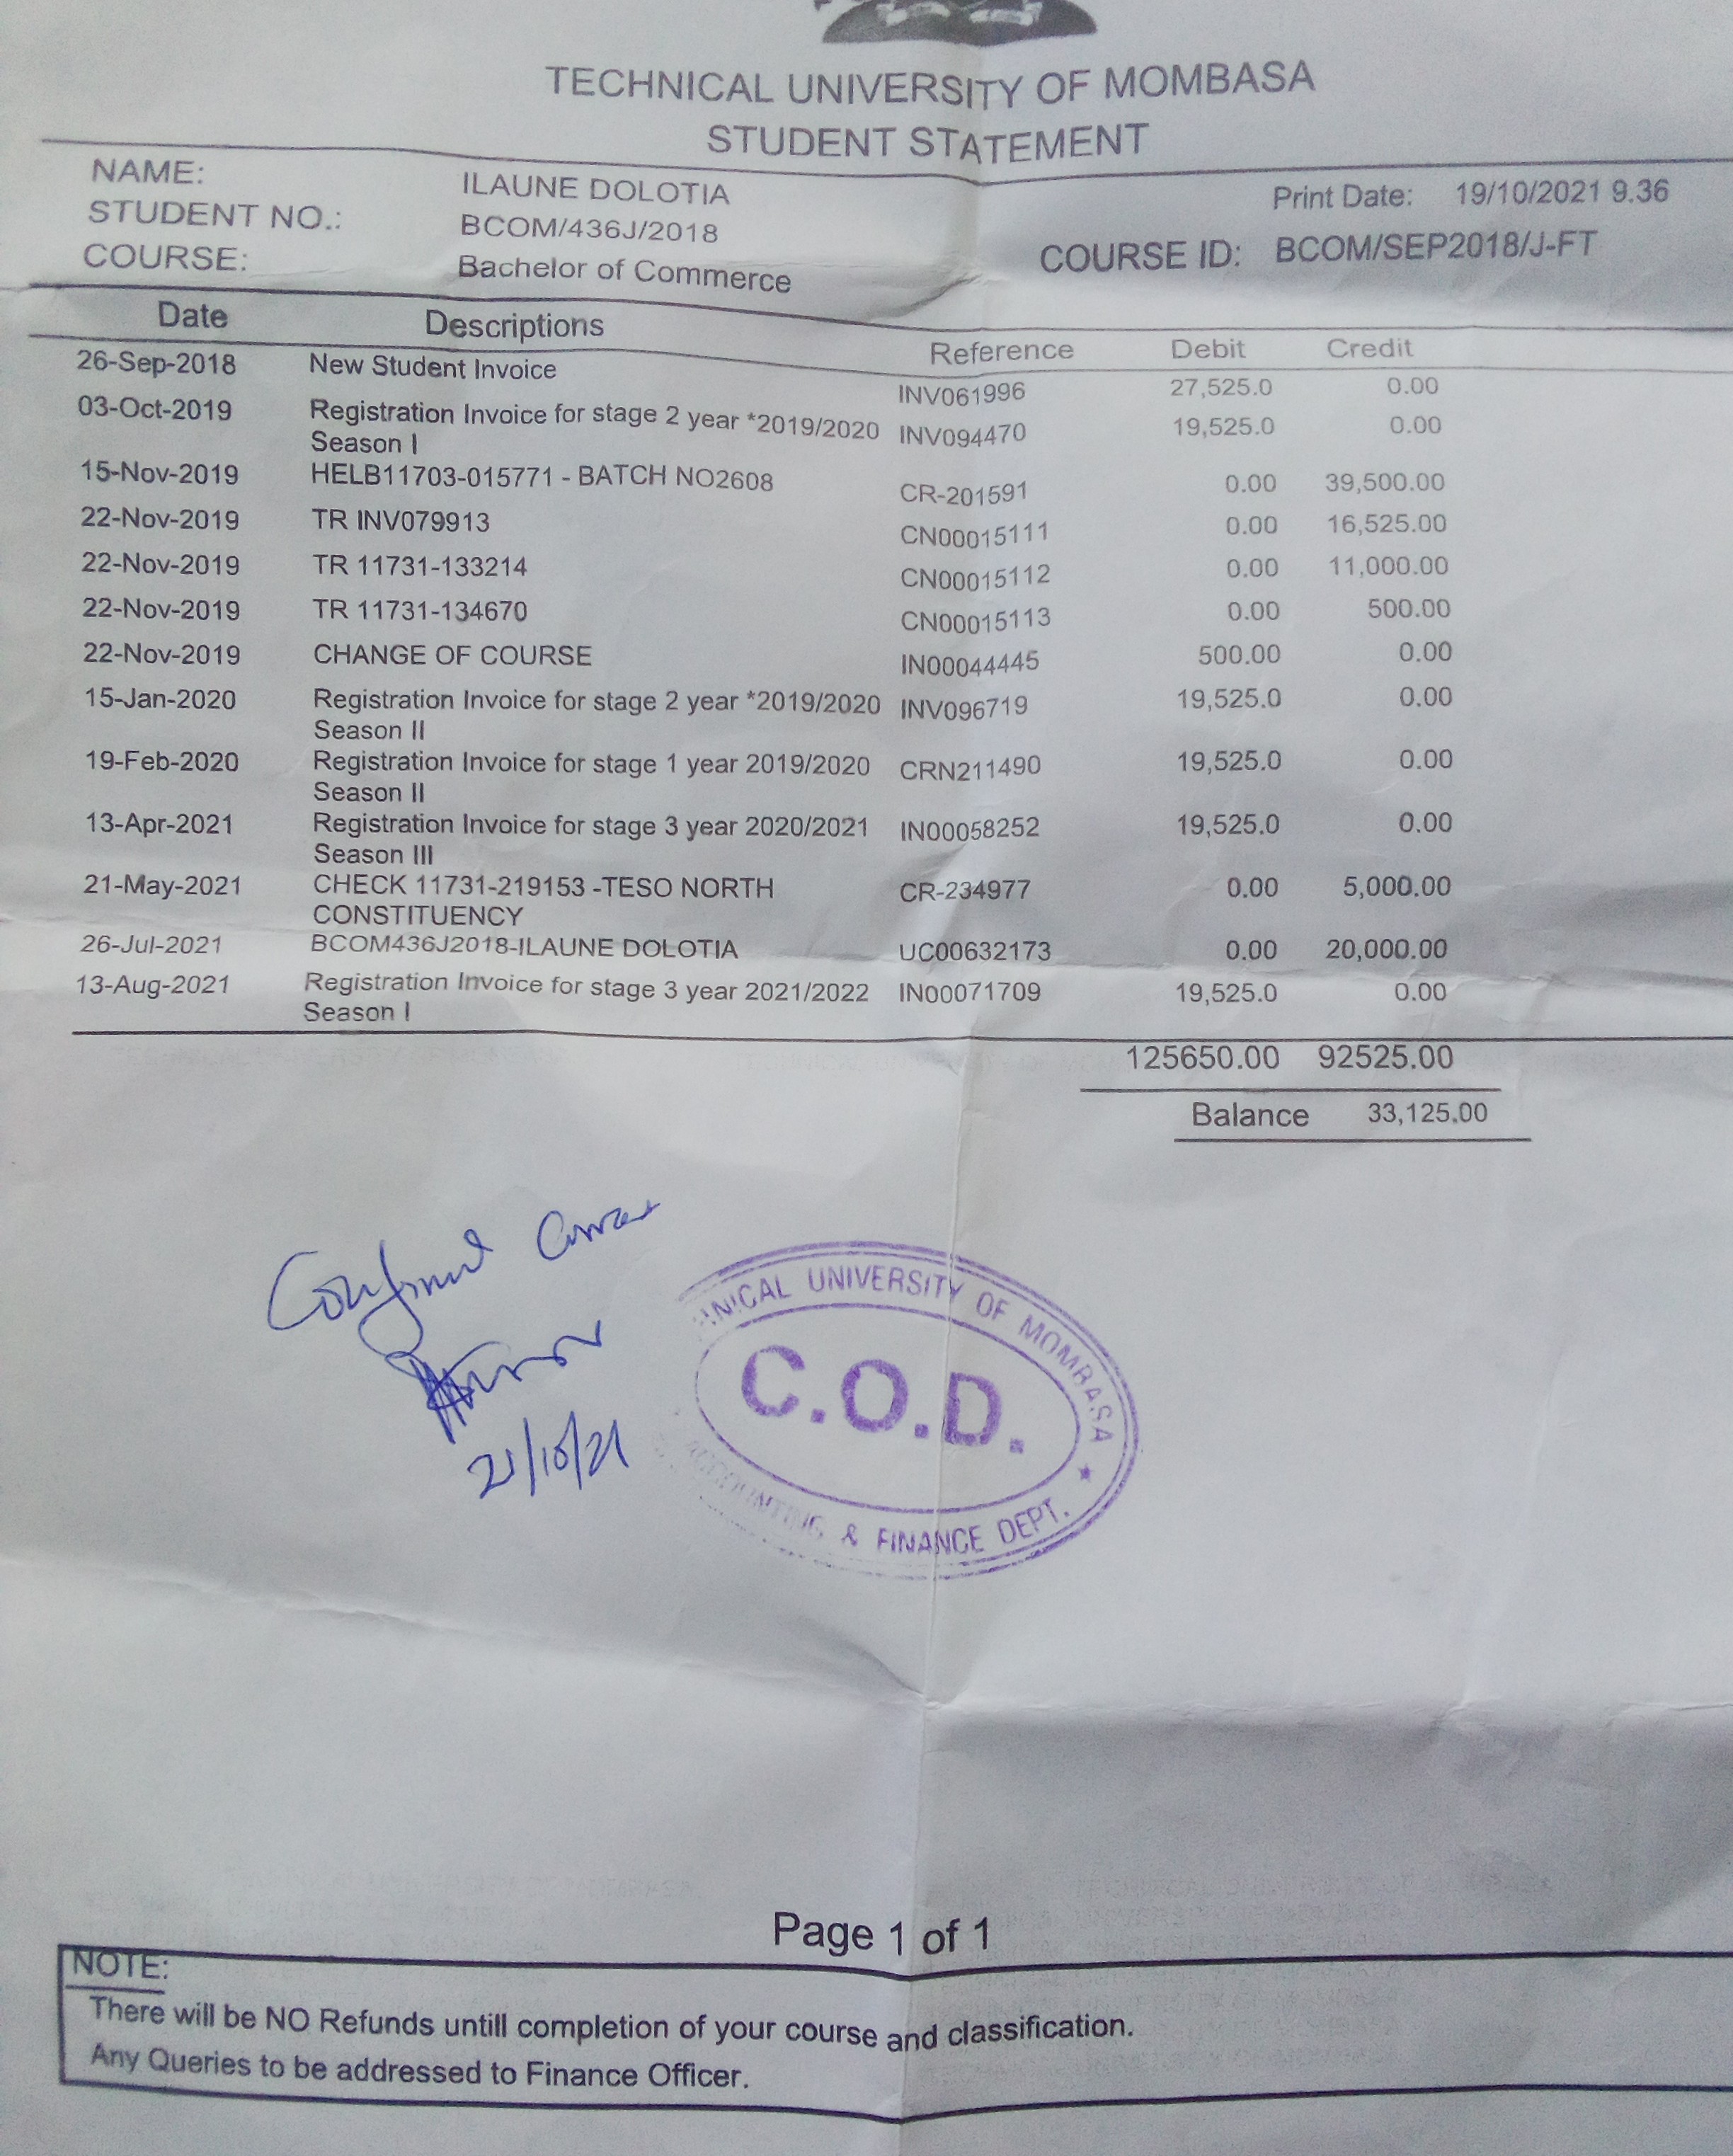 TECHNICAL UNIVERSITY OF MOMBASA
STUDENT STATEMENT
NAME: ILAUNE DOLOTIA Print Date: 19/10/2021 9.36
STUDENT NO.: BCOM/436J/2018
COURSE: Bachelor of Commerce COURSE ID: BCOM/SEP2018/J-FT
Date Descriptions Reference Debit Credit
26-Sep-2018 New Student Invoice INV061996 27,525.0 0.00
03-Oct-2019 Registration Invoice for stage 2 year *2019/2020 INV094470 19,525.0 0.00
Season I
15-Nov-2019 HELB11703-015771 - BATCH NO2608 CR-201591 0.00 39,500.00
22-Nov-2019 TR INV079913 CN00015111 0.00 16,525.00
22-Nov-2019 TR 11731-133214 CN00015112 0.00 11,000.00
22-Nov-2019 TR 11731-134670 CN00015113 0.00 500.00
22-Nov-2019 CHANGE OF COURSE IN00044445 500.00 0.00
15-Jan-2020 Registration Invoice for stage 2 year *2019/2020 INV096719 19,525.0 0.00
Season II
19-Feb-2020 Registration Invoice for stage 1 year 2019/2020 CRN211490 19,525.0 0.00
Season II
13-Apr-2021 Registration Invoice for stage 3 year 2020/2021 IN00058252 19,525.0 0.00
Season III
21-May-2021 CHECK 11731-219153 -TESO NORTH CR-234977 0.00 5,000.00
CONSTITUENCY
26-Jul-2021 BCOM436J2018-ILAUNE DOLOTIA UC00632173 0.00 20,000.00
13-Aug-2021 Registration Invoice for stage 3 year 2021/2022 IN00071709 19,525.0 0.00
Season I
125650.00 92525.00
Balance 33,125.00
21/10/21
UNIVERSITY OF MOMBASA
C.O.D.
ACCOUNTING & FINANCE DEPT.
Page 1 of 1
NOTE:
There will be NO Refunds untill completion of your course and classification.
Any Queries to be addressed to Finance Officer.